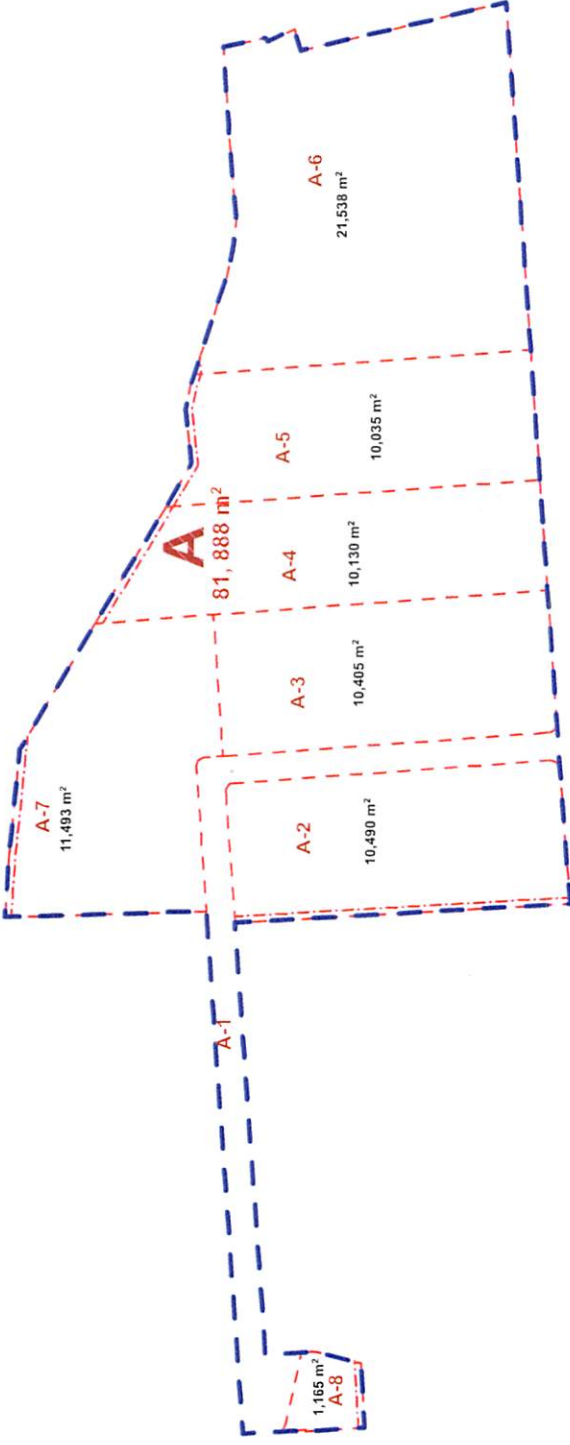 A-7
11,493 m²
A
81, 888 m²
A-6
21,538 m²
A-5
10,035 m²
A-4
10,130 m²
A-3
10,405 m²
A-2
10,490 m²
A-1
1,165 m²
A-8